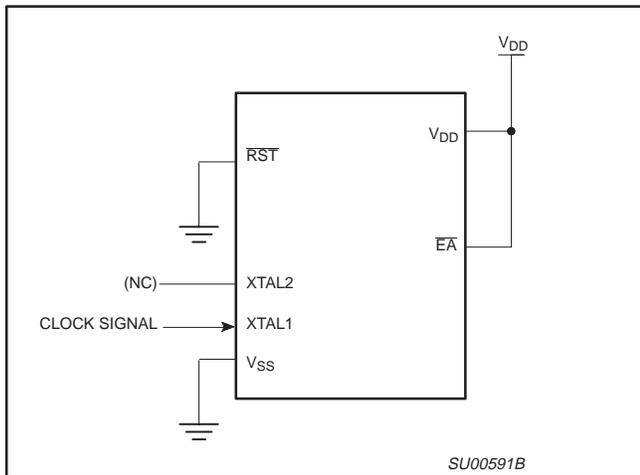 VDD
VDD
RST
EA
(NC)
XTAL2
CLOCK SIGNAL
XTAL1
VSS
SU00591B